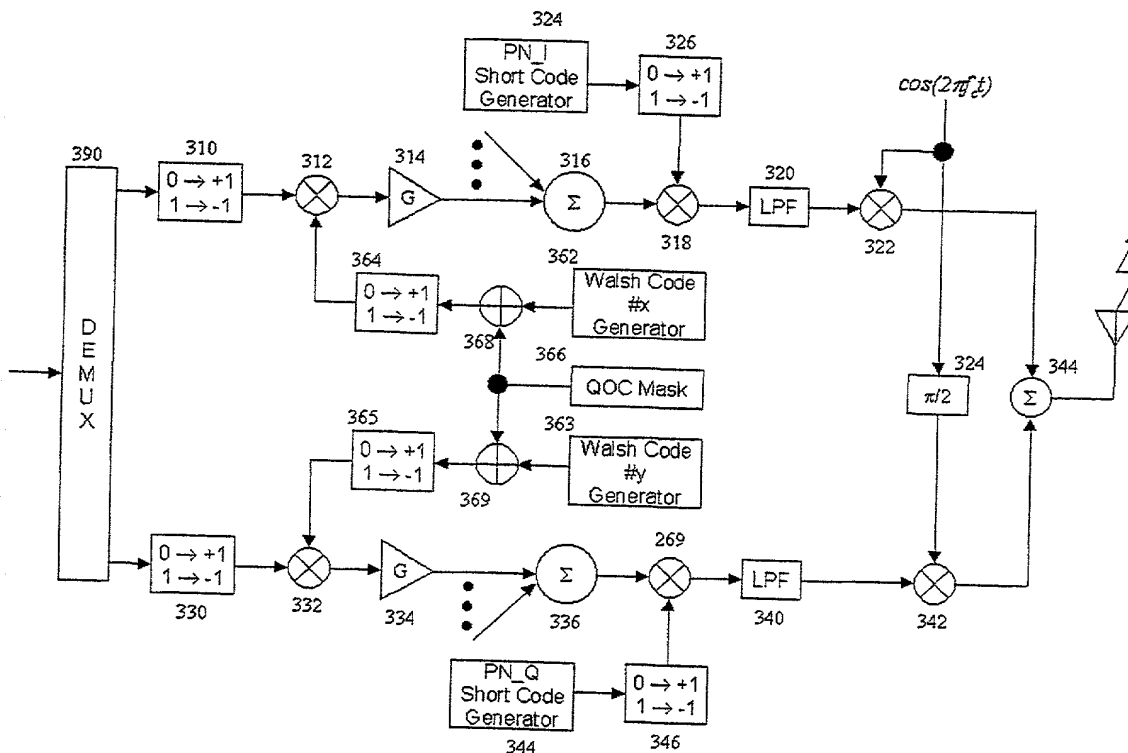 324
PN_I
Short Code
Generator
326
0 → +1
1 → -1
cos(2πf_ct)
390
310
0 → +1
1 → -1
312
314
G
316
Σ
318
320
LPF
322
DEMUX
364
0 → +1
1 → -1
368
362
Walsh Code
#x
Generator
366
QOC Mask
324
π/2
344
Σ
365
0 → +1
1 → -1
369
363
Walsh Code
#y
Generator
0 → +1
1 → -1
330
332
G
334
Σ
336
269
LPF
340
342
PN_Q
Short Code
Generator
344
0 → +1
1 → -1
346